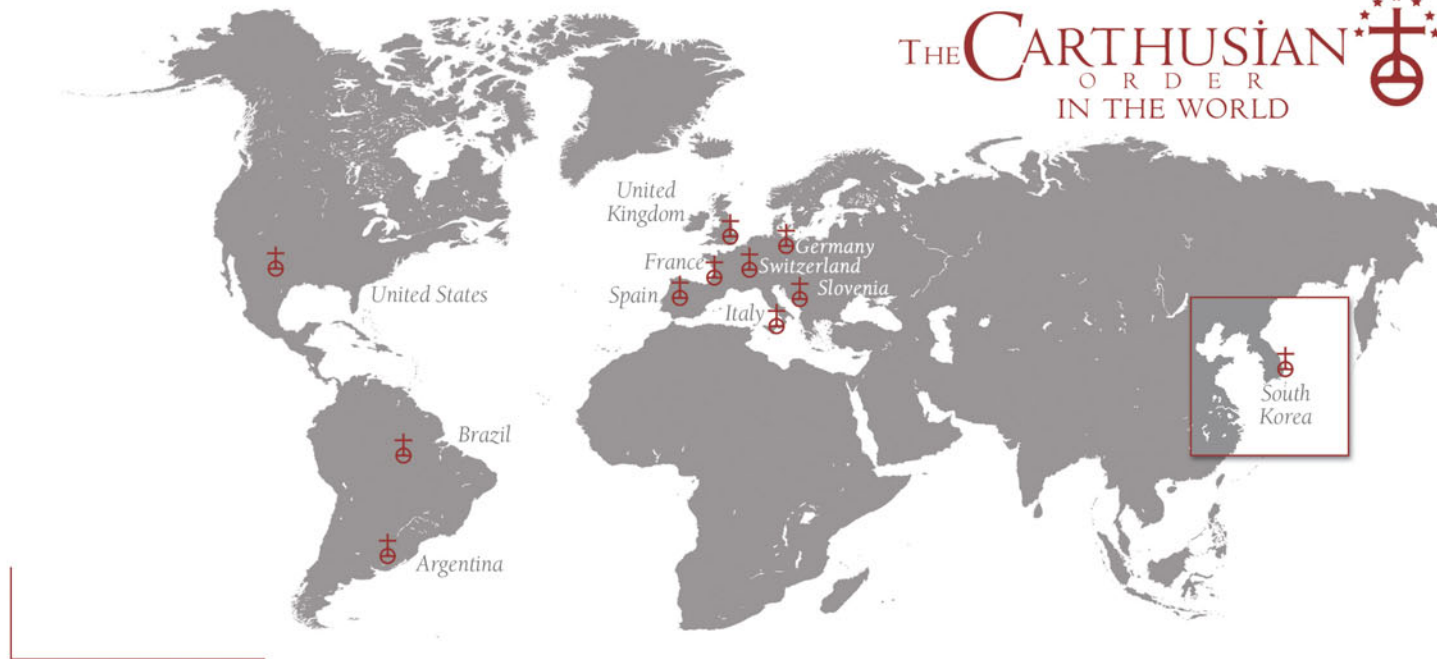 THE CARTHUSIAN
ORDER
IN THE WORLD
United
Kingdom
Germany
France
Switzerland
Spain
Slovenia
Italy
United States
South
Korea
Brazil
Argentina